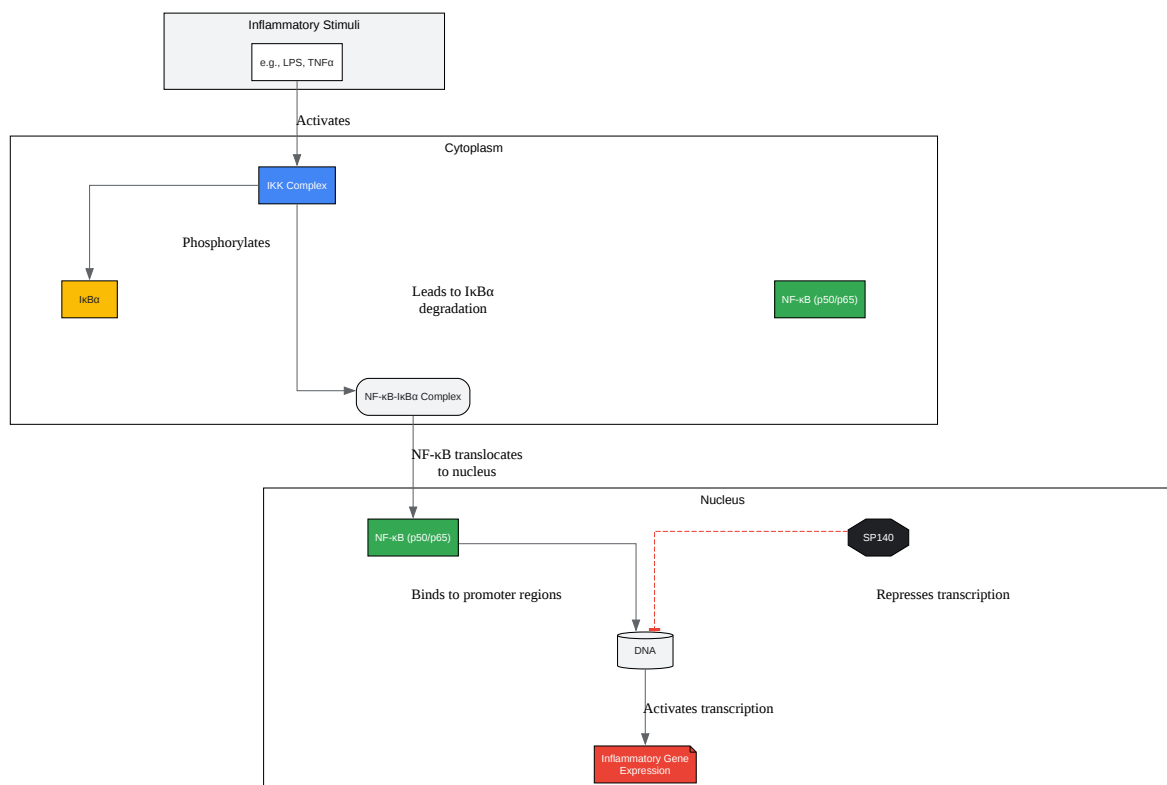 Inflammatory Stimuli
e.g., LPS, TNFα
Activates
Cytoplasm
IKK Complex
Phosphorylates
IκBα
Leads to IκBα
degradation
NF-κB (p50/p65)
NF-κB-IκBα Complex
NF-κB translocates
to nucleus
Nucleus
NF-κB (p50/p65)
SP140
Binds to promoter regions
Represses transcription
DNA
Activates transcription
Inflammatory Gene
Expression